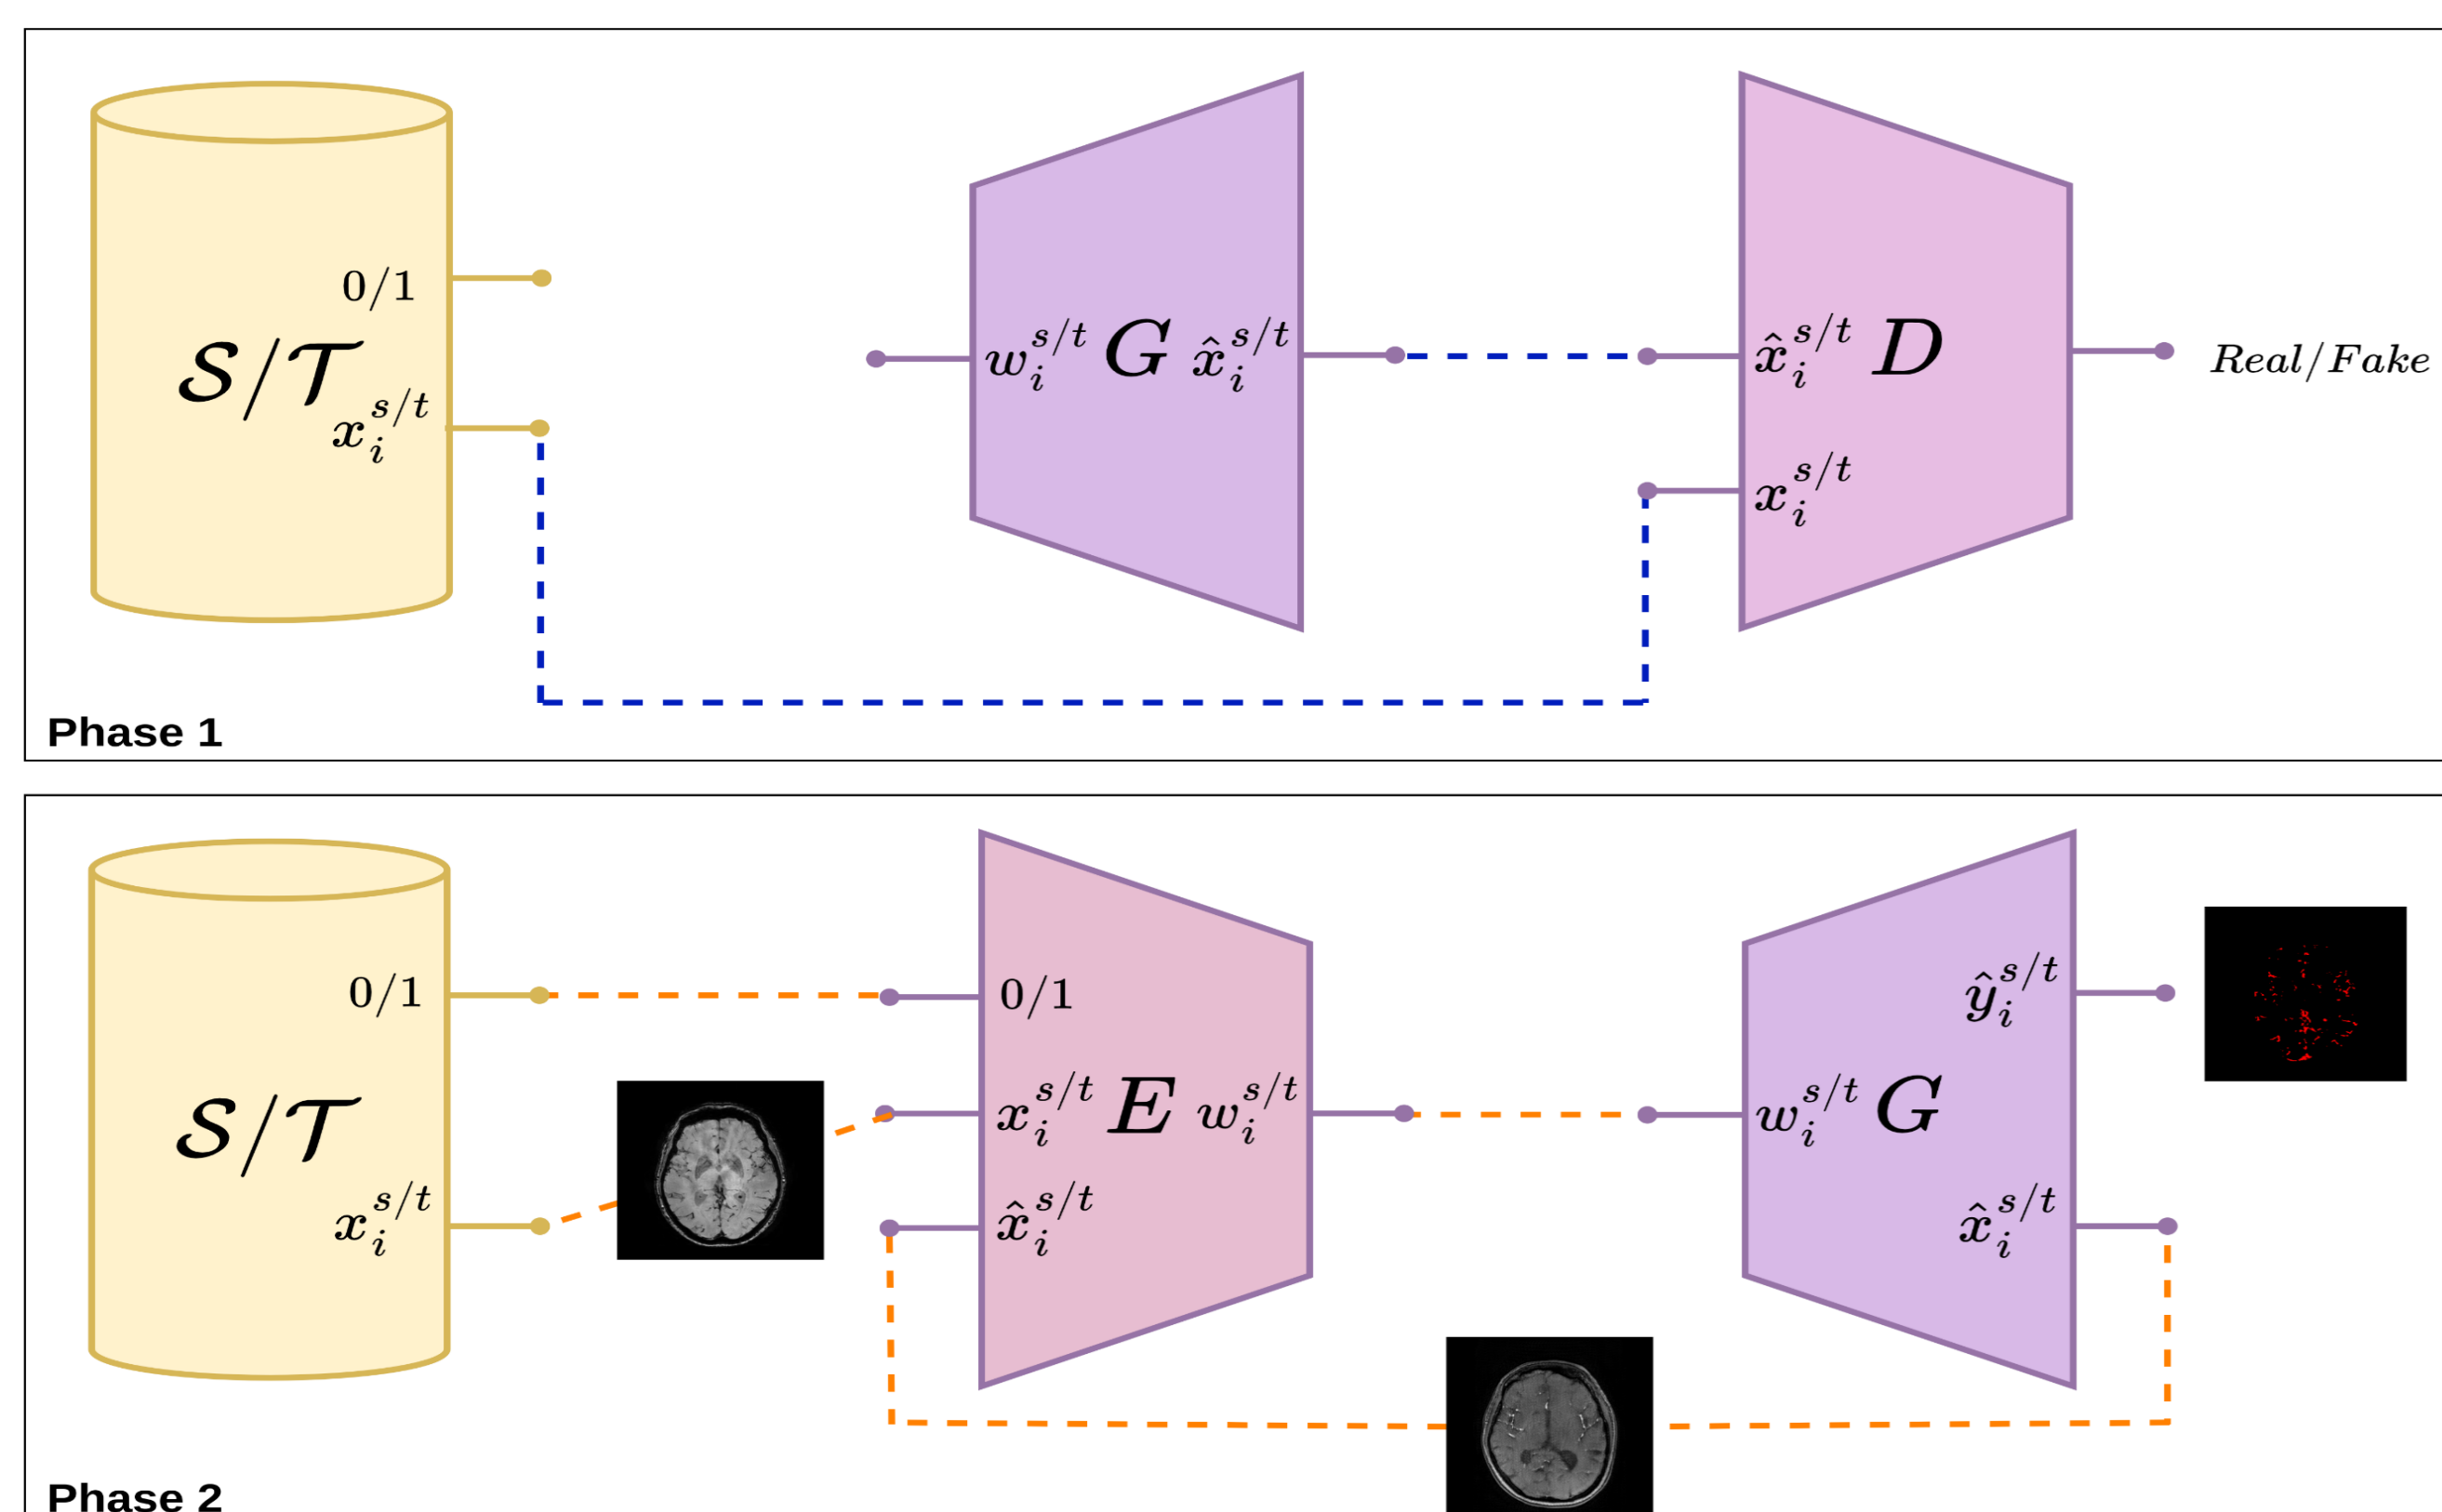 0/1
S/T
x_i^{s/t}
w_i^{s/t} G x̂_i^{s/t}
x̂_i^{s/t} D
x_i^{s/t}
Real/Fake
Phase 1
0/1
S/T
x_i^{s/t}
0/1
x_i^{s/t} E w_i^{s/t}
x̂_i^{s/t}
ŷ_i^{s/t}
w_i^{s/t} G
x̂_i^{s/t}
Phase 2